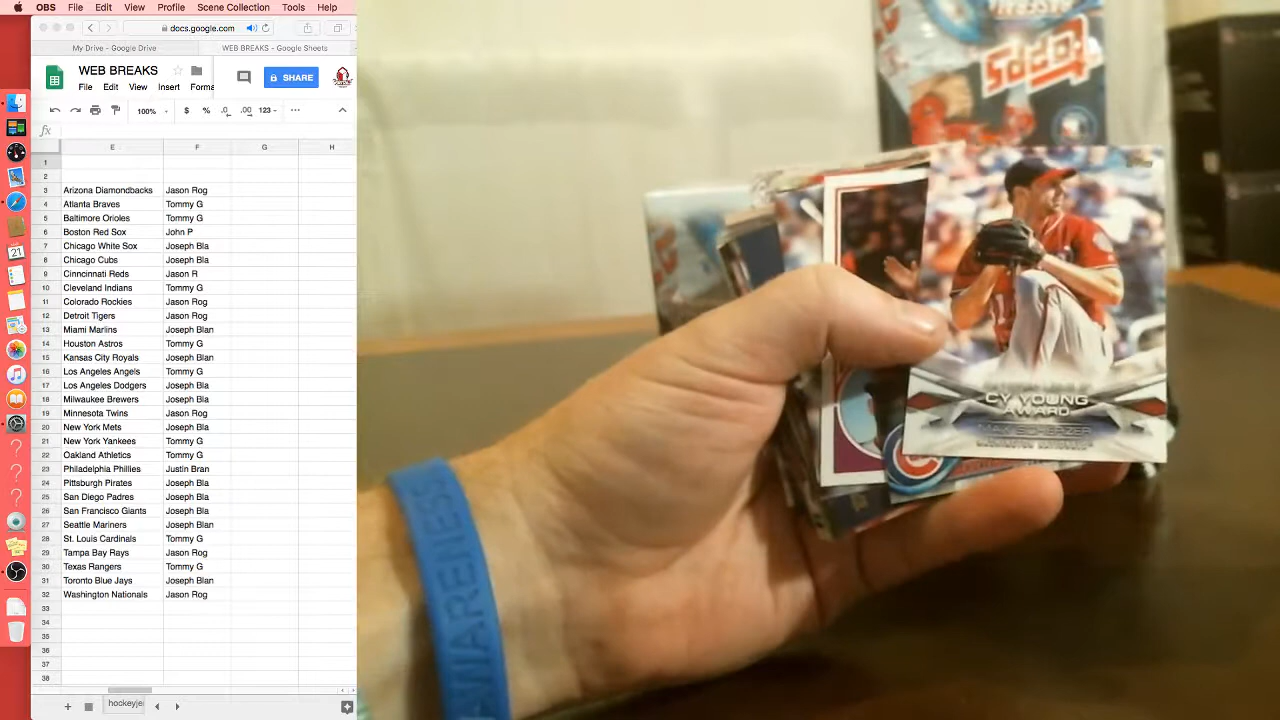 OBS File Edit View Profile Scene Collection Tools Help
docs.google.com
My Drive - Google Drive WEB BREAKS - Google Sheets
WEB BREAKS
SHARE
File Edit View Insert Forma
100% $ % .0 .00 123
fx
E F G H
1
2
3 Arizona Diamondbacks Jason Rog
4 Atlanta Braves Tommy G
5 Baltimore Orioles Tommy G
6 Boston Red Sox John P
7 Chicago White Sox Joseph Bla
8 Chicago Cubs Joseph Bla
9 Cinncinnati Reds Jason R
10 Cleveland Indians Tommy G
11 Colorado Rockies Jason Rog
12 Detroit Tigers Jason Rog
13 Miami Marlins Joseph Blan
14 Houston Astros Tommy G
15 Kansas City Royals Joseph Blan
16 Los Angeles Angels Tommy G
17 Los Angeles Dodgers Joseph Bla
18 Milwaukee Brewers Joseph Bla
19 Minnesota Twins Jason Rog
20 New York Mets Joseph Bla
21 New York Yankees Tommy G
22 Oakland Athletics Tommy G
23 Philadelphia Phillies Justin Bran
24 Pittsburgh Pirates Joseph Bla
25 San Diego Padres Joseph Bla
26 San Francisco Giants Joseph Bla
27 Seattle Mariners Joseph Blan
28 St. Louis Cardinals Tommy G
29 Tampa Bay Rays Jason Rog
30 Texas Rangers Tommy G
31 Toronto Blue Jays Joseph Blan
32 Washington Nationals Jason Rog
33
34
35
36
37
38
hockeyje
21
Topps
CY YOUNG
AWARD
MAX SCHERZER
WASHINGTON NATIONALS
AWARENESS